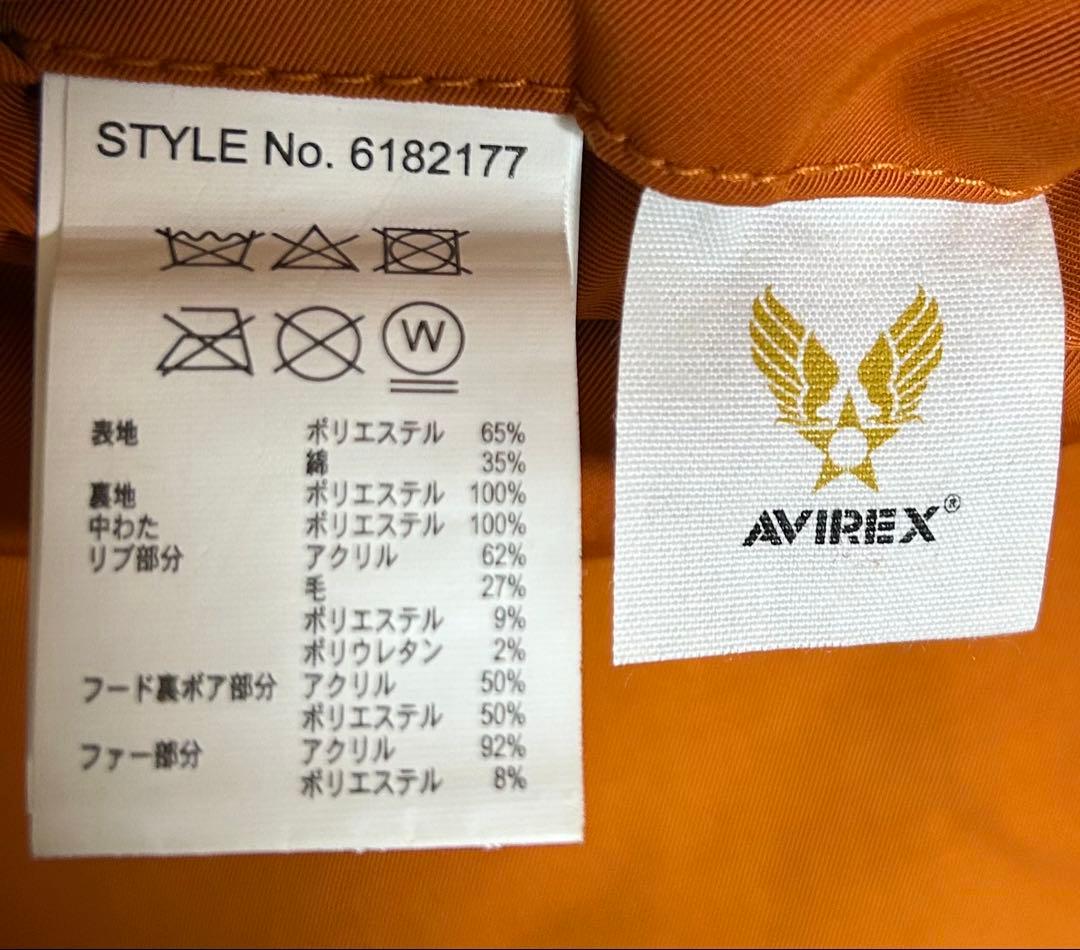 STYLE No. 6182177
W
表地 ポリエステル 65%
綿 35%
裏地 ポリエステル 100%
中わた ポリエステル 100%
リブ部分 アクリル 62%
毛 27%
ポリエステル 9%
ポリウレタン 2%
フード裏ボア部分 アクリル 50%
ポリエステル 50%
ファー部分 アクリル 92%
ポリエステル 8%
AVIREX®